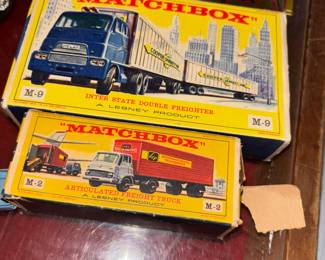 "MATCHBOX"
INTER STATE DOUBLE FREIGHTER
A LESNEY PRODUCT
M-9
M-9
"MATCHBOX"
ARTICULATED FREIGHT TRUCK
A LESNEY PRODUCT
M-2
M-2